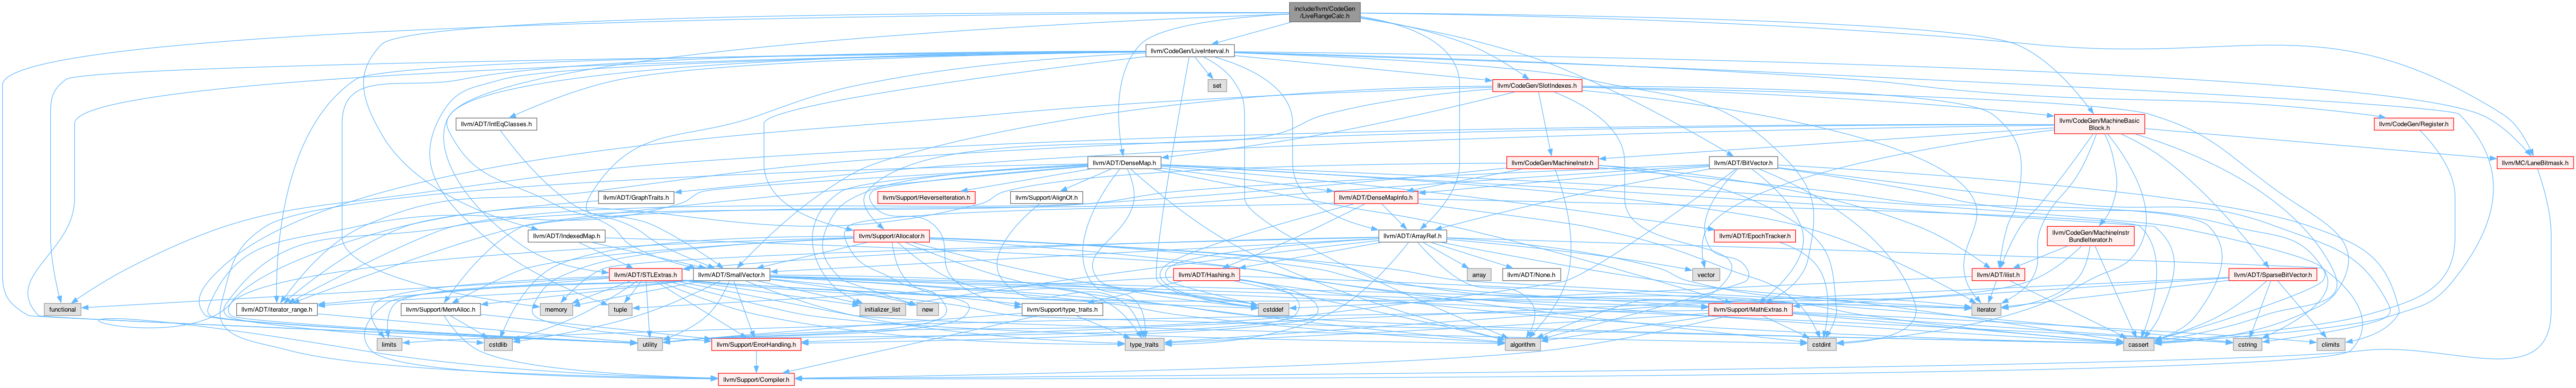 include/llvm/CodeGen
/LiveRangeCalc.h
llvm/CodeGen/LiveInterval.h
set
llvm/CodeGen/SlotIndexes.h
llvm/ADT/IntEqClasses.h
llvm/CodeGen/MachineBasic
Block.h
llvm/CodeGen/Register.h
llvm/ADT/DenseMap.h
llvm/CodeGen/MachineInstr.h
llvm/ADT/BitVector.h
llvm/MC/LaneBitmask.h
llvm/ADT/GraphTraits.h
llvm/Support/ReverseIteration.h
llvm/Support/AlignOf.h
llvm/ADT/DenseMapInfo.h
llvm/ADT/IndexedMap.h
llvm/Support/Allocator.h
llvm/ADT/ArrayRef.h
llvm/ADT/EpochTracker.h
llvm/CodeGen/MachineInstr
BundleIterator.h
llvm/ADT/STLExtras.h
llvm/ADT/SmallVector.h
llvm/ADT/Hashing.h
array
llvm/ADT/None.h
vector
llvm/ADT/ilist.h
llvm/ADT/SparseBitVector.h
functional
llvm/ADT/iterator_range.h
llvm/Support/MemAlloc.h
memory
tuple
initializer_list
new
llvm/Support/type_traits.h
cstddef
llvm/Support/MathExtras.h
iterator
limits
cstdlib
utility
llvm/Support/ErrorHandling.h
type_traits
algorithm
cstdint
cassert
cstring
climits
llvm/Support/Compiler.h